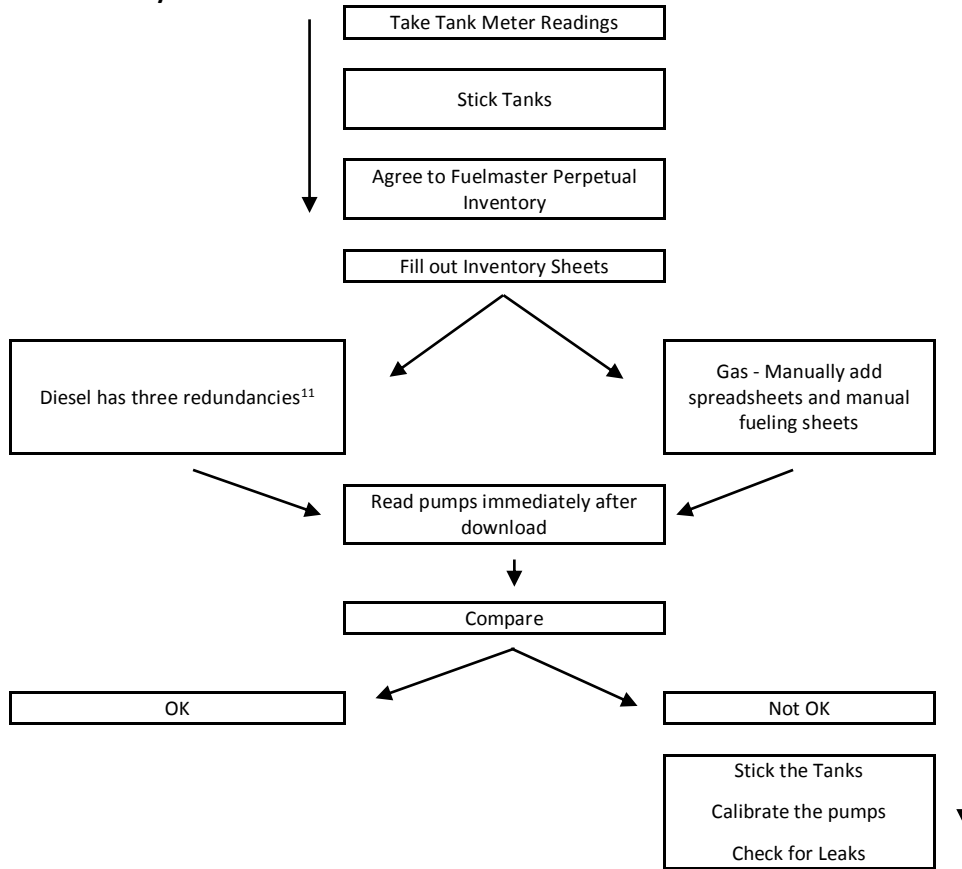 Take Tank Meter Readings
Stick Tanks
Agree to Fuelmaster Perpetual
Inventory
Fill out Inventory Sheets
Diesel has three redundancies¹¹
Gas - Manually add
spreadsheets and manual
fueling sheets
Read pumps immediately after
download
Compare
OK
Not OK
Stick the Tanks
Calibrate the pumps
Check for Leaks